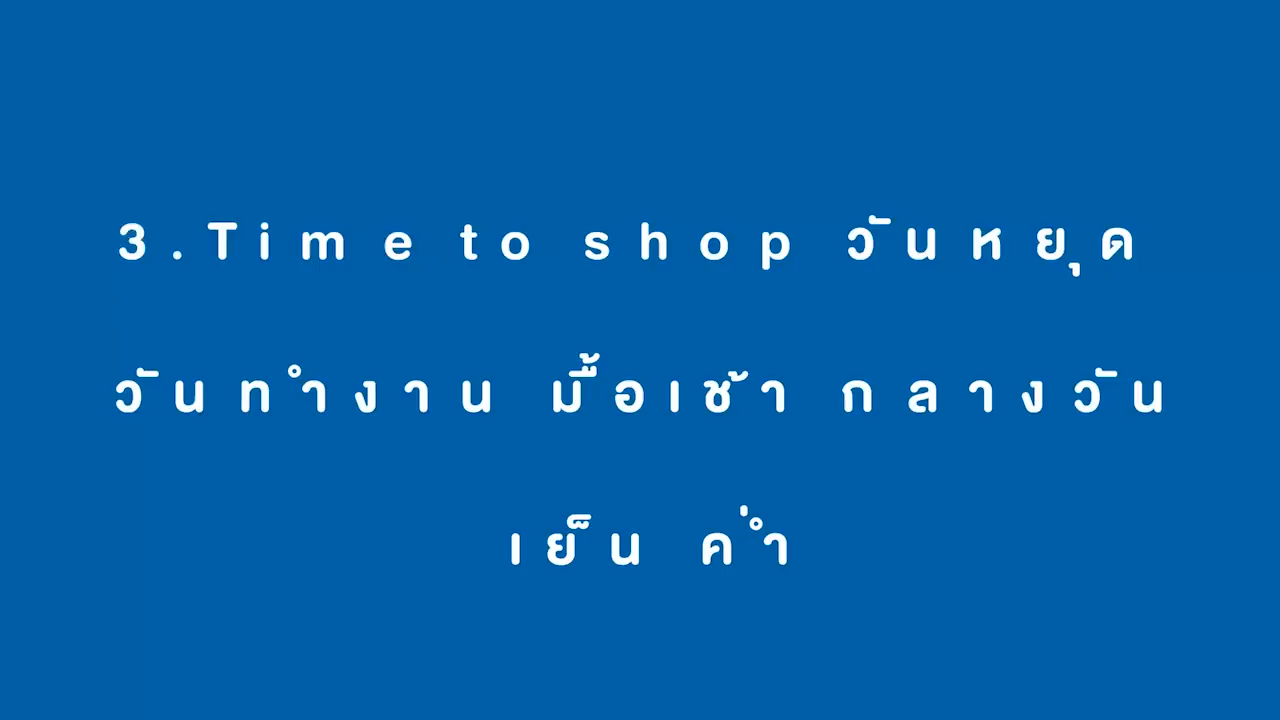 3.Time to shop วันหยุด
วันทำงาน มื้อเช้า กลางวัน
เย็น ค่ำ